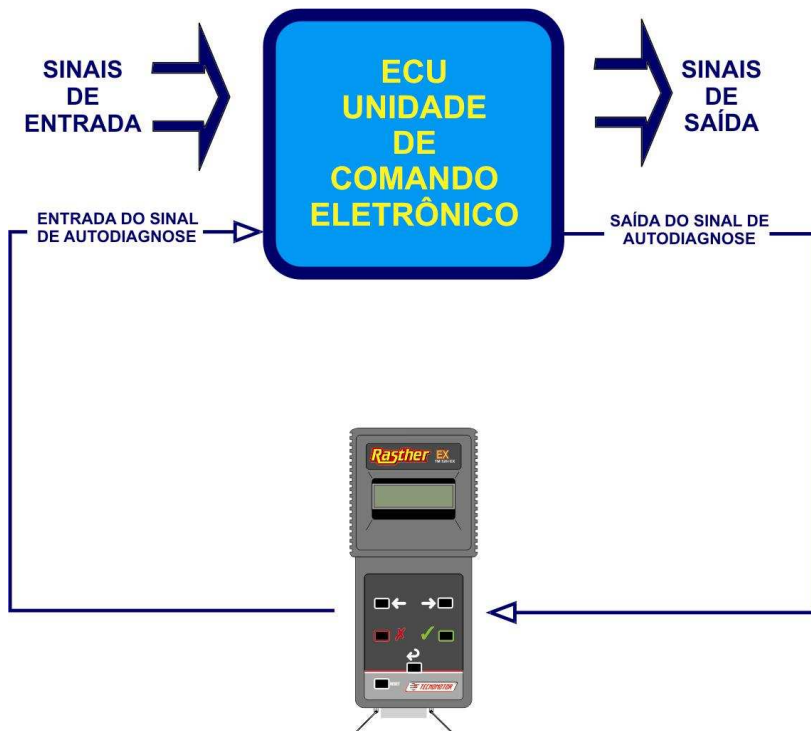 SINAIS
DE
ENTRADA
ECU
UNIDADE
DE
COMANDO
ELETRÔNICO
SINAIS
DE
SAÍDA
ENTRADA DO SINAL
DE AUTODIAGNOSE
SAÍDA DO SINAL DE
AUTODIAGNOSE
Rasther EX
TECNOMOTOR